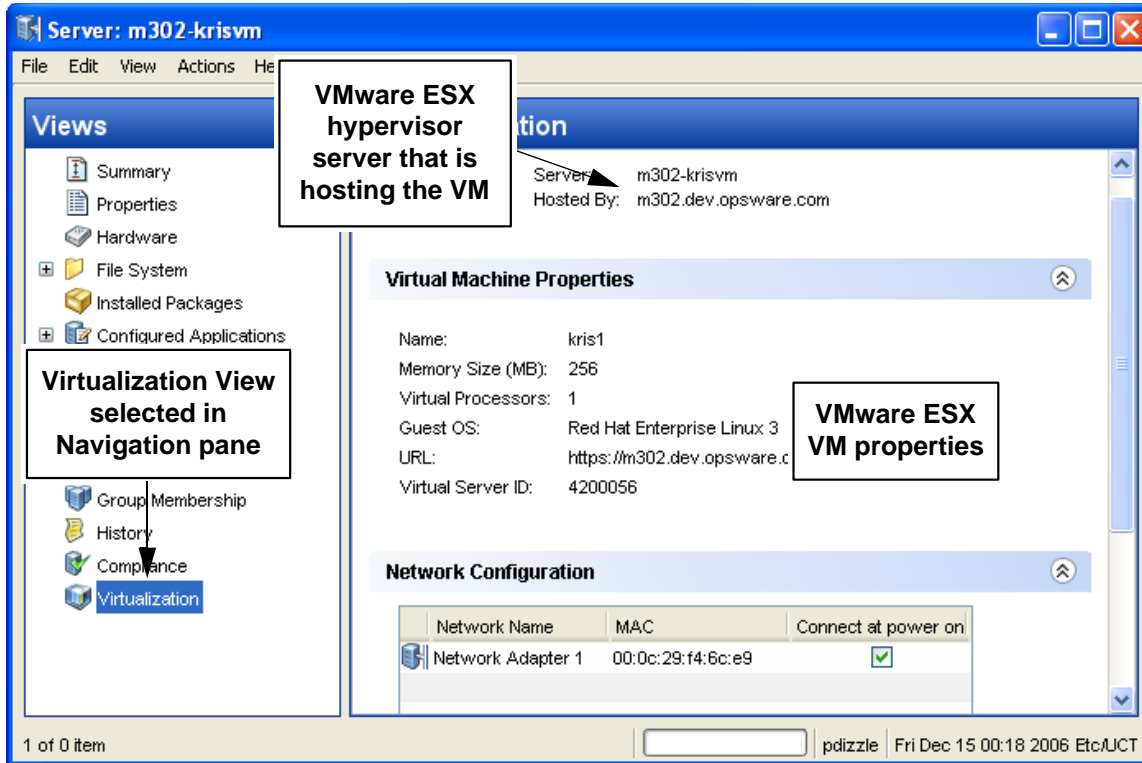 Server: m302-krisvm
File Edit View Actions He
VMware ESX
hypervisor
server that is
hosting the VM
Views
Summary
Properties
Hardware
File System
Installed Packages
Configured Applications
Virtualization View
selected in
Navigation pane
Group Membership
History
Compliance
Virtualization
Server: m302-krisvm
Hosted By: m302.dev.opsware.com
Virtual Machine Properties
Name: kris1
Memory Size (MB): 256
Virtual Processors: 1
Guest OS: Red Hat Enterprise Linux 3
URL: https://m302.dev.opsware.c
Virtual Server ID: 4200056
VMware ESX
VM properties
Network Configuration
Network Name MAC Connect at power on
Network Adapter 1 00:0c:29:f4:6c:e9
1 of 0 item
pdizzle Fri Dec 15 00:18 2006 Etc/UCT